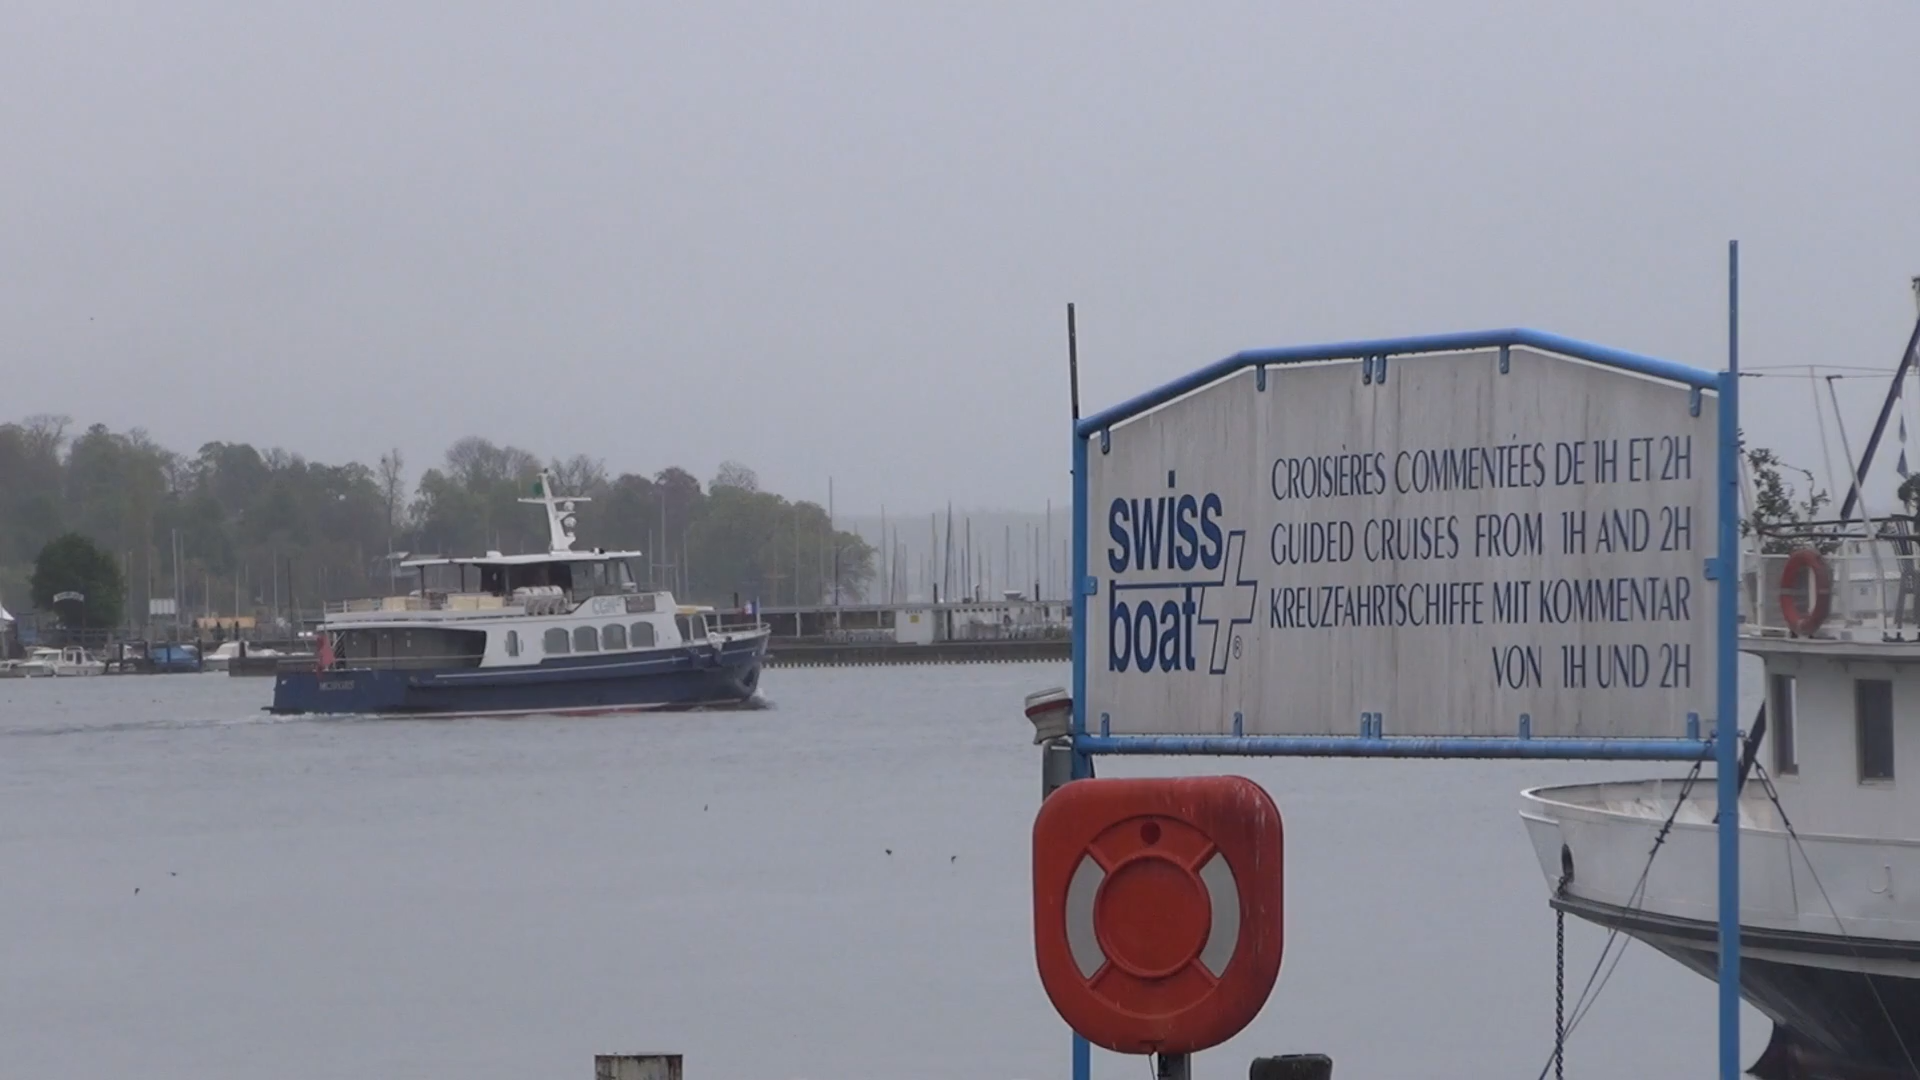 swiss
boat
®
CROISIÈRES COMMENTÉES DE 1H ET 2H
GUIDED CRUISES FROM 1H AND 2H
KREUZFAHRTSCHIFFE MIT KOMMENTAR
VON 1H UND 2H
CGN